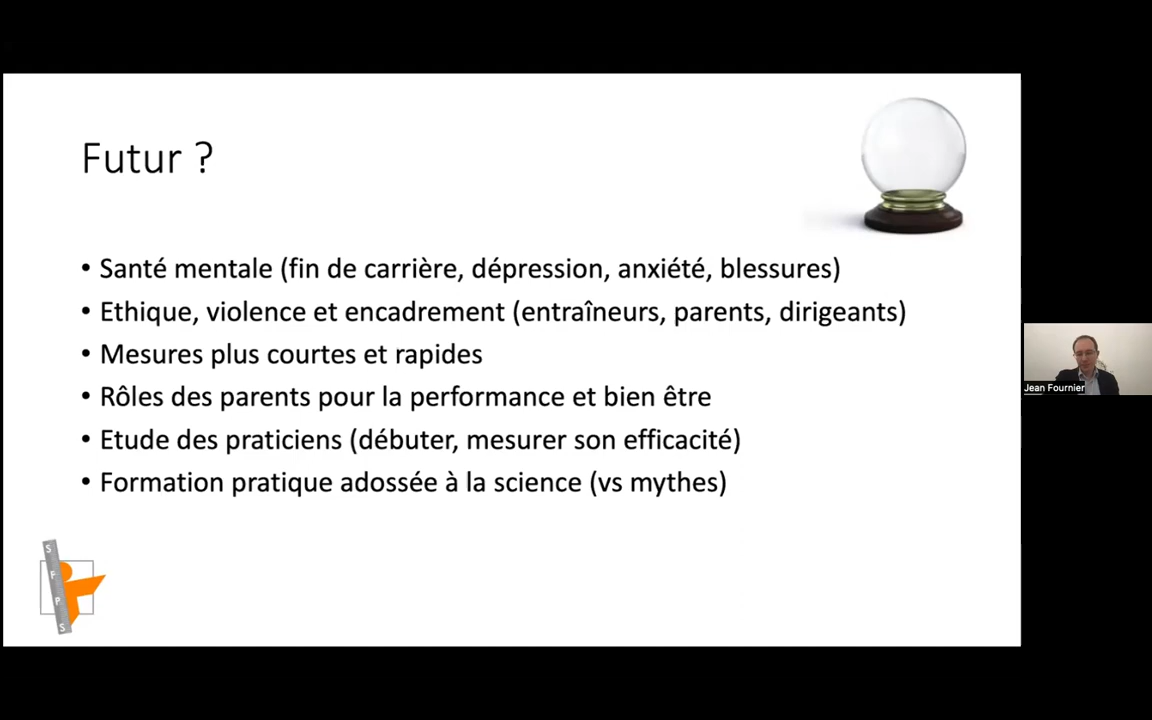 Futur ?
• Santé mentale (fin de carrière, dépression, anxiété, blessures)
• Ethique, violence et encadrement (entraîneurs, parents, dirigeants)
• Mesures plus courtes et rapides
• Rôles des parents pour la performance et bien être
• Etude des praticiens (débuter, mesurer son efficacité)
• Formation pratique adossée à la science (vs mythes)
S F P S
Jean Fournier